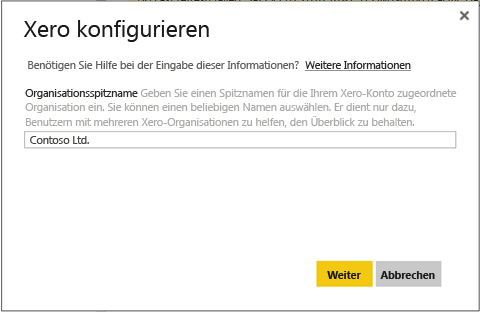 Xero konfigurieren
Benötigen Sie Hilfe bei der Eingabe dieser Informationen? Weitere Informationen
Organisationsspitzname Geben Sie einen Spitznamen für die Ihrem Xero-Konto zugeordnete
Organisation ein. Sie können einen beliebigen Namen auswählen. Er dient nur dazu,
Benutzern mit mehreren Xero-Organisationen zu helfen, den Überblick zu behalten.
Contoso Ltd.
Weiter Abbrechen